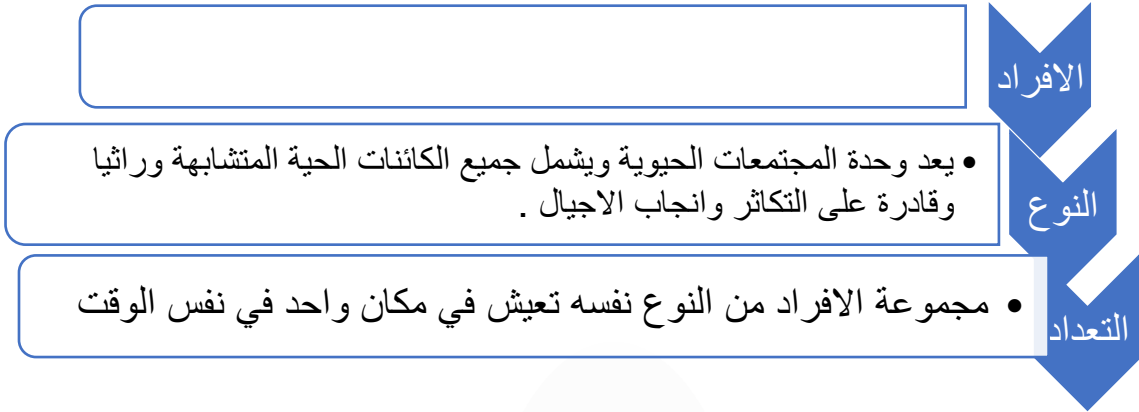 الافراد
النوع
• يعد وحدة المجتمعات الحيوية ويشمل جميع الكائنات الحية المتشابهة وراثيا
وقادرة على التكاثر وانجاب الاجيال .
التعداد
• مجموعة الافراد من النوع نفسه تعيش في مكان واحد في نفس الوقت